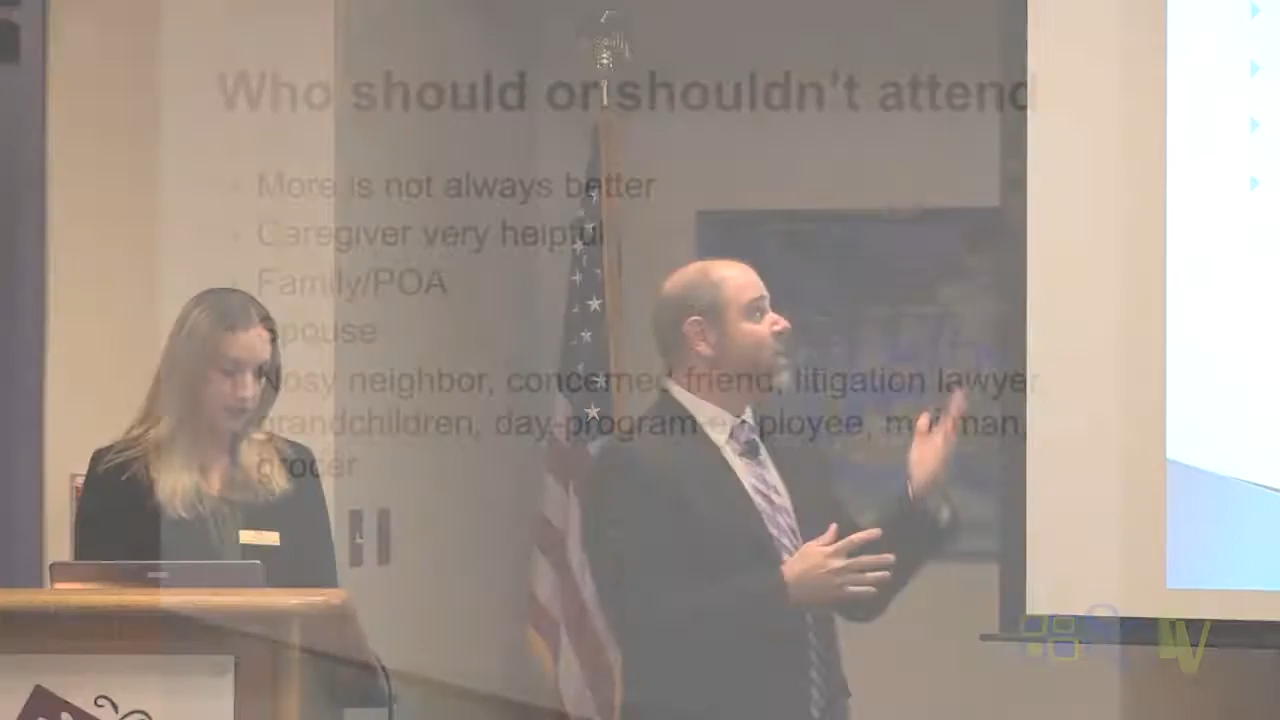 Who should or shouldn't attend
More is not always better
Caregiver very helpful
Family/POA
Spouse
Nosy neighbor, concerned friend, litigation lawyer,
grandchildren, day-program employee, mailman,
grocer